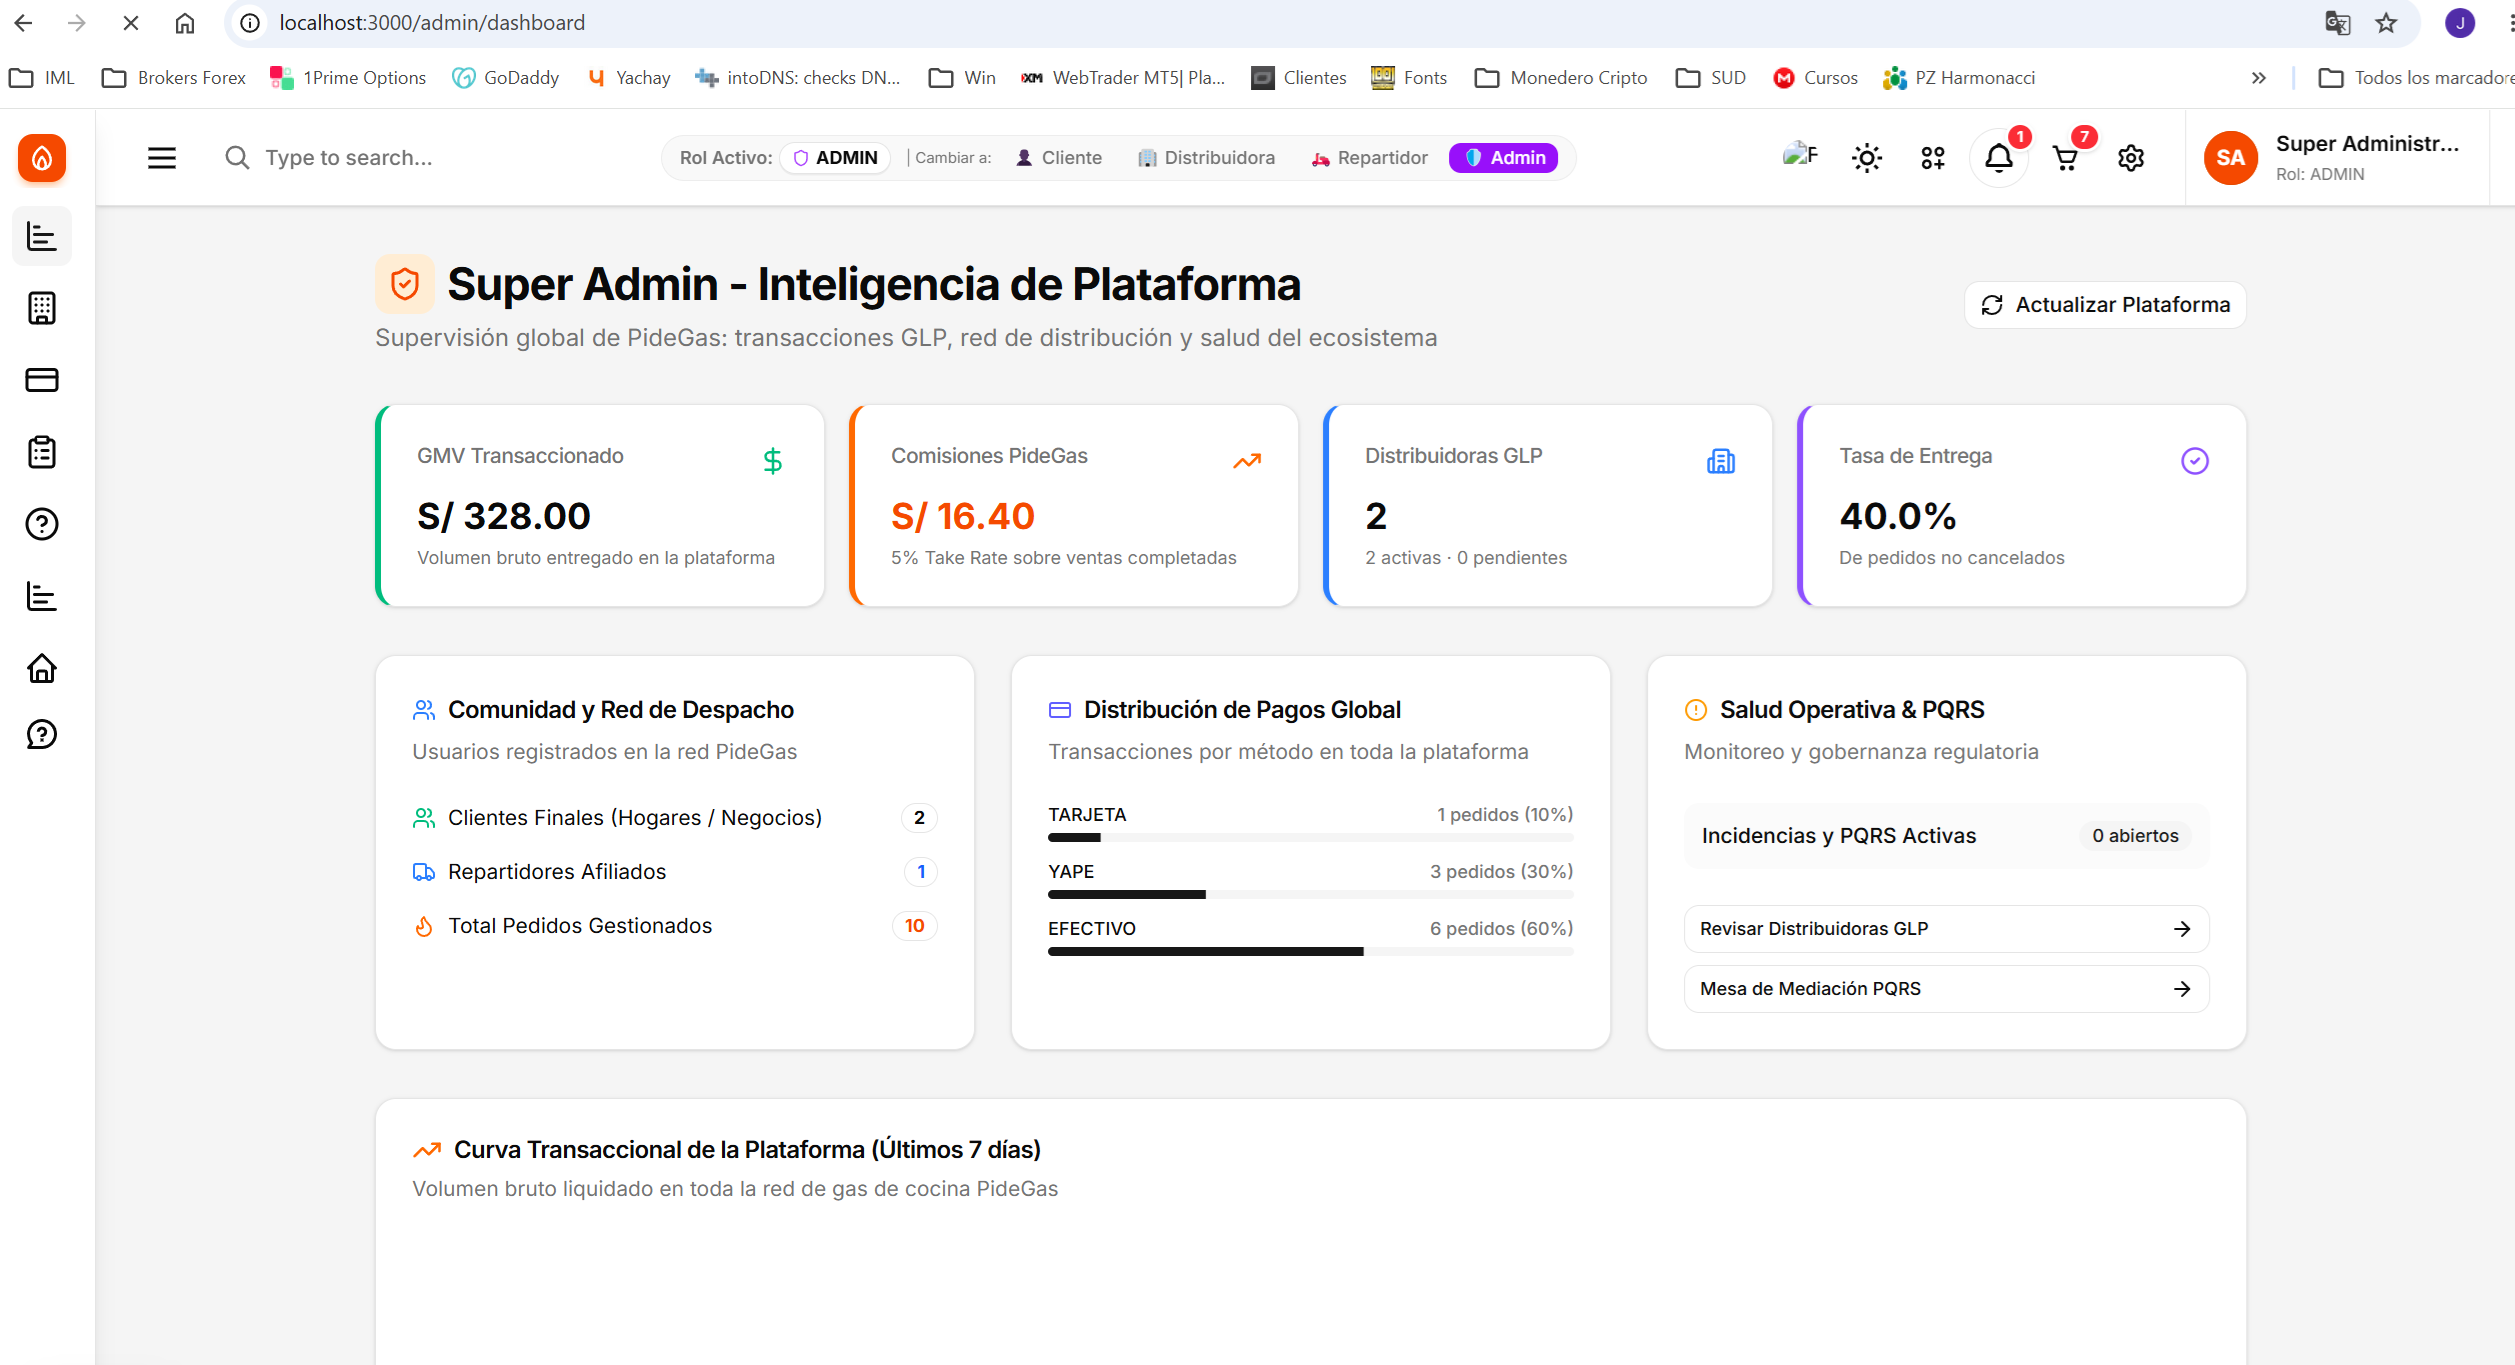 localhost:3000/admin/dashboard
J
IML
Brokers Forex
1Prime Options
GoDaddy
Yachay
intoDNS: checks DN...
Win
XM WebTrader MT5| Pla...
Clientes
Fonts
Monedero Cripto
SUD
Cursos
PZ Harmonacci
»
Todos los marcadore
Type to search...
Rol Activo: ADMIN | Cambiar a: Cliente Distribuidora Repartidor Admin
F
1
7
SA
Super Administr...
Rol: ADMIN
Super Admin - Inteligencia de Plataforma
Supervisión global de PideGas: transacciones GLP, red de distribución y salud del ecosistema
Actualizar Plataforma
GMV Transaccionado
S/ 328.00
Volumen bruto entregado en la plataforma
Comisiones PideGas
S/ 16.40
5% Take Rate sobre ventas completadas
Distribuidoras GLP
2
2 activas · 0 pendientes
Tasa de Entrega
40.0%
De pedidos no cancelados
Comunidad y Red de Despacho
Usuarios registrados en la red PideGas
Clientes Finales (Hogares / Negocios) 2
Repartidores Afiliados 1
Total Pedidos Gestionados 10
Distribución de Pagos Global
Transacciones por método en toda la plataforma
TARJETA 1 pedidos (10%)
YAPE 3 pedidos (30%)
EFECTIVO 6 pedidos (60%)
Salud Operativa & PQRS
Monitoreo y gobernanza regulatoria
Incidencias y PQRS Activas 0 abiertos
Revisar Distribuidoras GLP
Mesa de Mediación PQRS
Curva Transaccional de la Plataforma (Últimos 7 días)
Volumen bruto liquidado en toda la red de gas de cocina PideGas